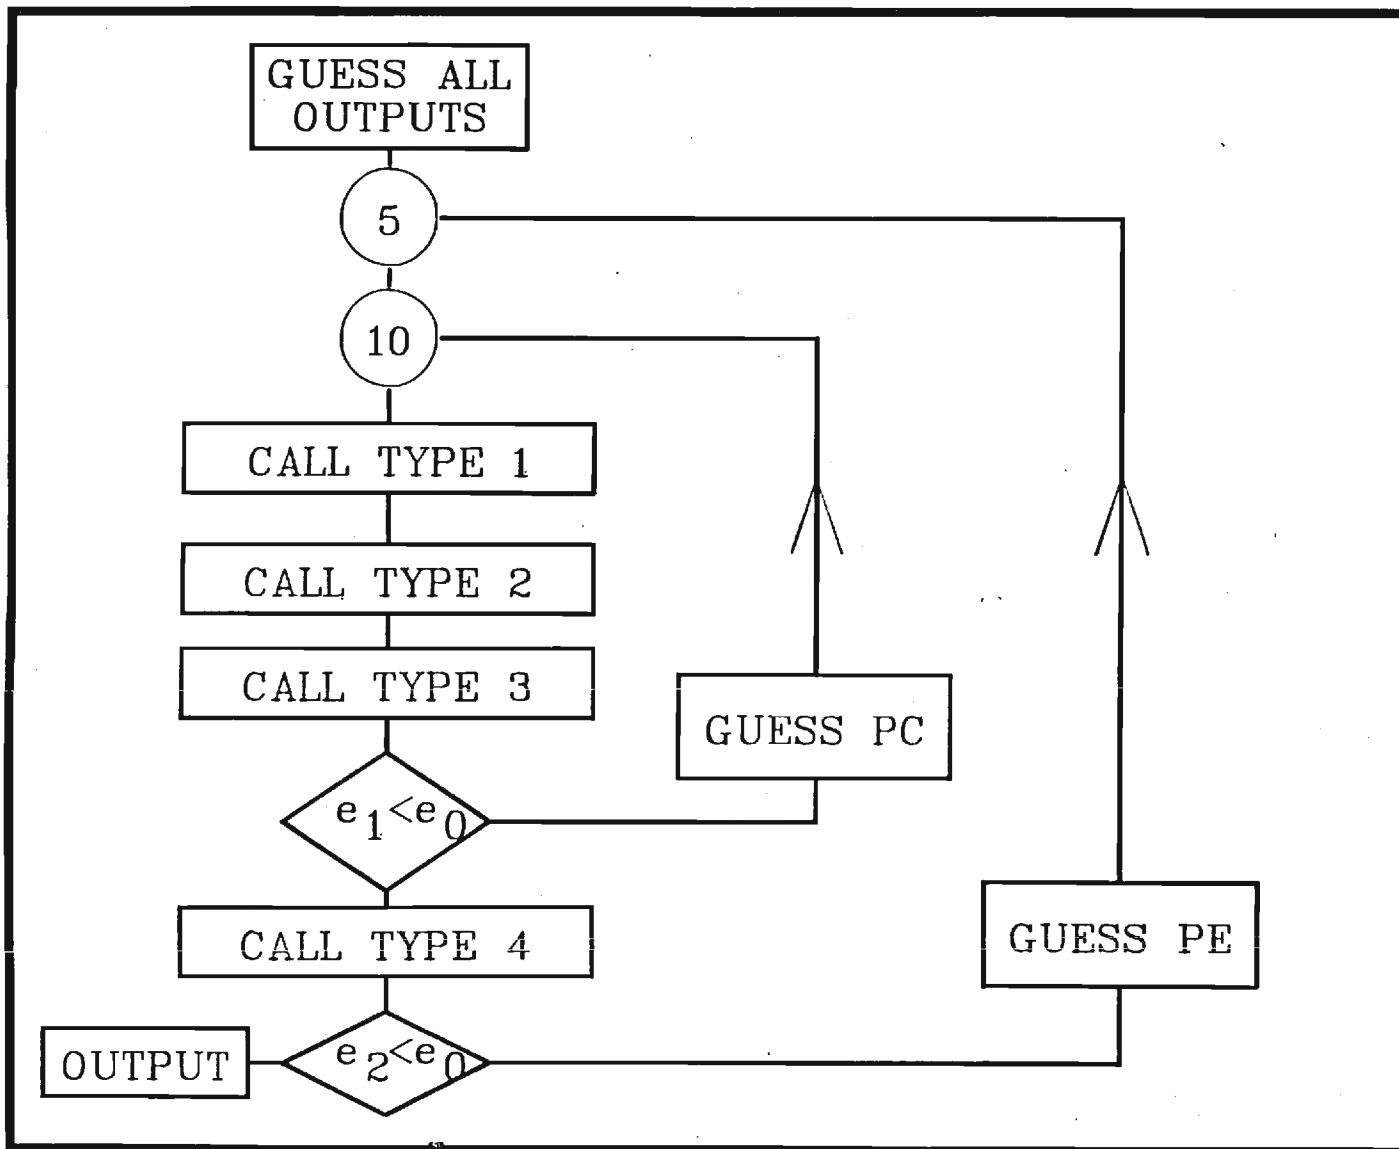 GUESS ALL
OUTPUTS
5
10
CALL TYPE 1
CALL TYPE 2
CALL TYPE 3
GUESS PC
e1<e0
CALL TYPE 4
GUESS PE
OUTPUT
e2<e0